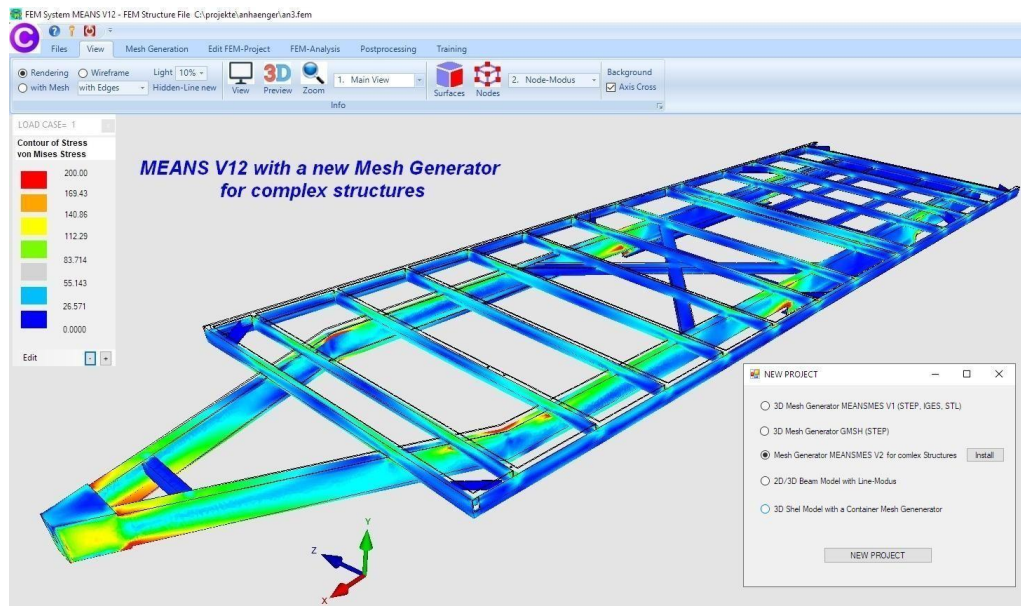 FEM System MEANS V12 - FEM Structure File C:\projekte\anhaenger\an3.fem
Files View Mesh Generation Edit FEM-Project FEM-Analysis Postprocessing Training
Rendering Wireframe Light 10%
with Mesh with Edges Hidden-Line new
View 3D Preview Zoom
1. Main View
Surfaces Nodes
2. Node-Modus
Background
Axis Cross
Info
LOAD CASE= 1
Contour of Stress
von Mises Stress
200.00
169.43
140.86
112.29
83.714
55.143
26.571
0.0000
Edit - +
MEANS V12 with a new Mesh Generator
for complex structures
Y
Z
X
NEW PROJECT
3D Mesh Generator MEANSMES V1 (STEP, IGES, STL)
3D Mesh Generator GMSH (STEP)
Mesh Generator MEANSMES V2 for comlex Structures Install
2D/3D Beam Model with Line-Modus
3D Shel Model with a Container Mesh Genenerator
NEW PROJECT